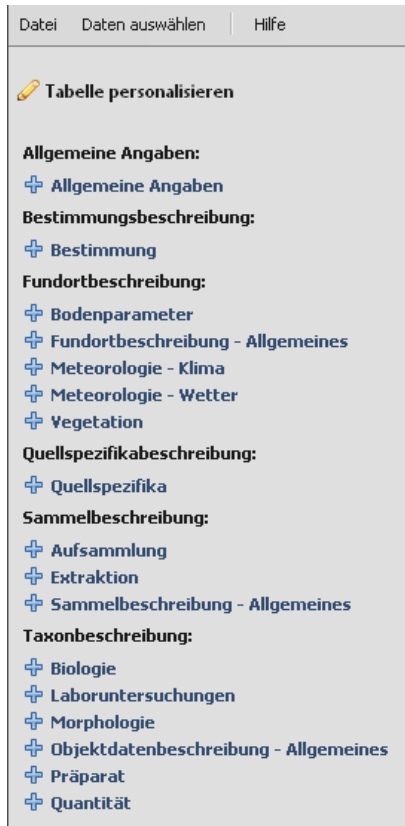 Datei Daten auswählen Hilfe
Tabelle personalisieren
Allgemeine Angaben:
Allgemeine Angaben
Bestimmungsbeschreibung:
Bestimmung
Fundortbeschreibung:
Bodenparameter
Fundortbeschreibung - Allgemeines
Meteorologie - Klima
Meteorologie - Wetter
Vegetation
Quellspezifikabeschreibung:
Quellspezifika
Sammelbeschreibung:
Aufsammlung
Extraktion
Sammelbeschreibung - Allgemeines
Taxonbeschreibung:
Biologie
Laboruntersuchungen
Morphologie
Objektdatenbeschreibung - Allgemeines
Präparat
Quantität